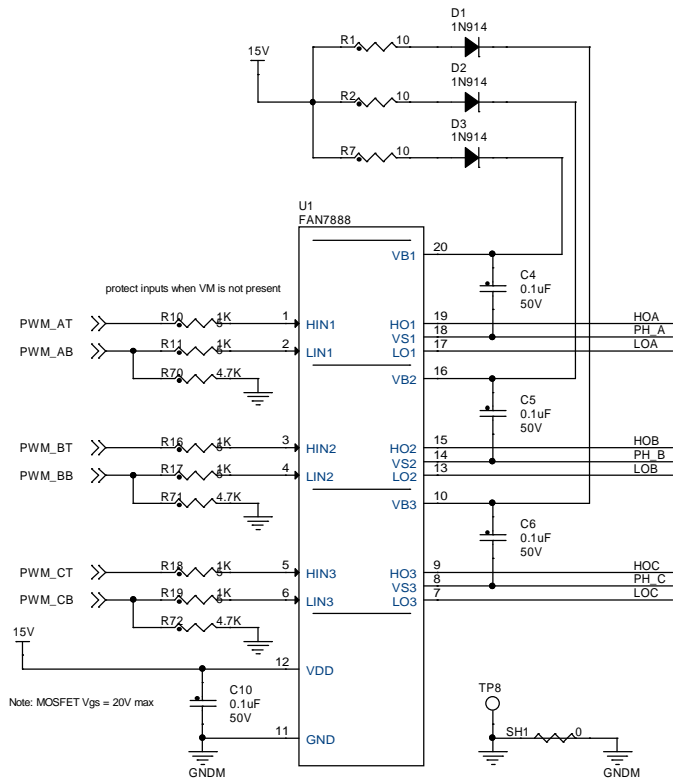 D1
1N914
R1 10
15V
D2
1N914
R2 10
D3
1N914
R7 10
U1
FAN7888
VB1 20
C4
0.1uF
50V
protect inputs when VM is not present
PWM_AT R10 1K 1 HIN1 HO1 19 HOA
VS1 18 PH_A
PWM_AB R11 1K 2 LIN1 LO1 17 LOA
R70 4.7K
VB2 16
C5
0.1uF
50V
PWM_BT R16 1K 3 HIN2 HO2 15 HOB
VS2 14 PH_B
PWM_BB R17 1K 4 LIN2 LO2 13 LOB
R71 4.7K
VB3 10
C6
0.1uF
50V
PWM_CT R18 1K 5 HIN3 HO3 9 HOC
VS3 8 PH_C
PWM_CB R19 1K 6 LIN3 LO3 7 LOC
R72 4.7K
15V
12 VDD
Note: MOSFET Vgs = 20V max
C10
0.1uF
50V
11 GND
GNDM
TP8
SH1 0
GNDM